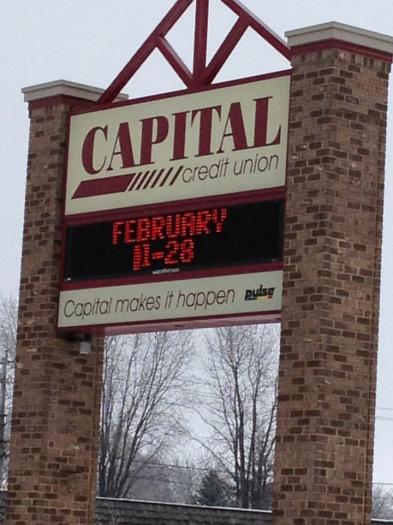 CAPITAL
credit union
FEBRUARY
11-28
Capital makes it happen pulse